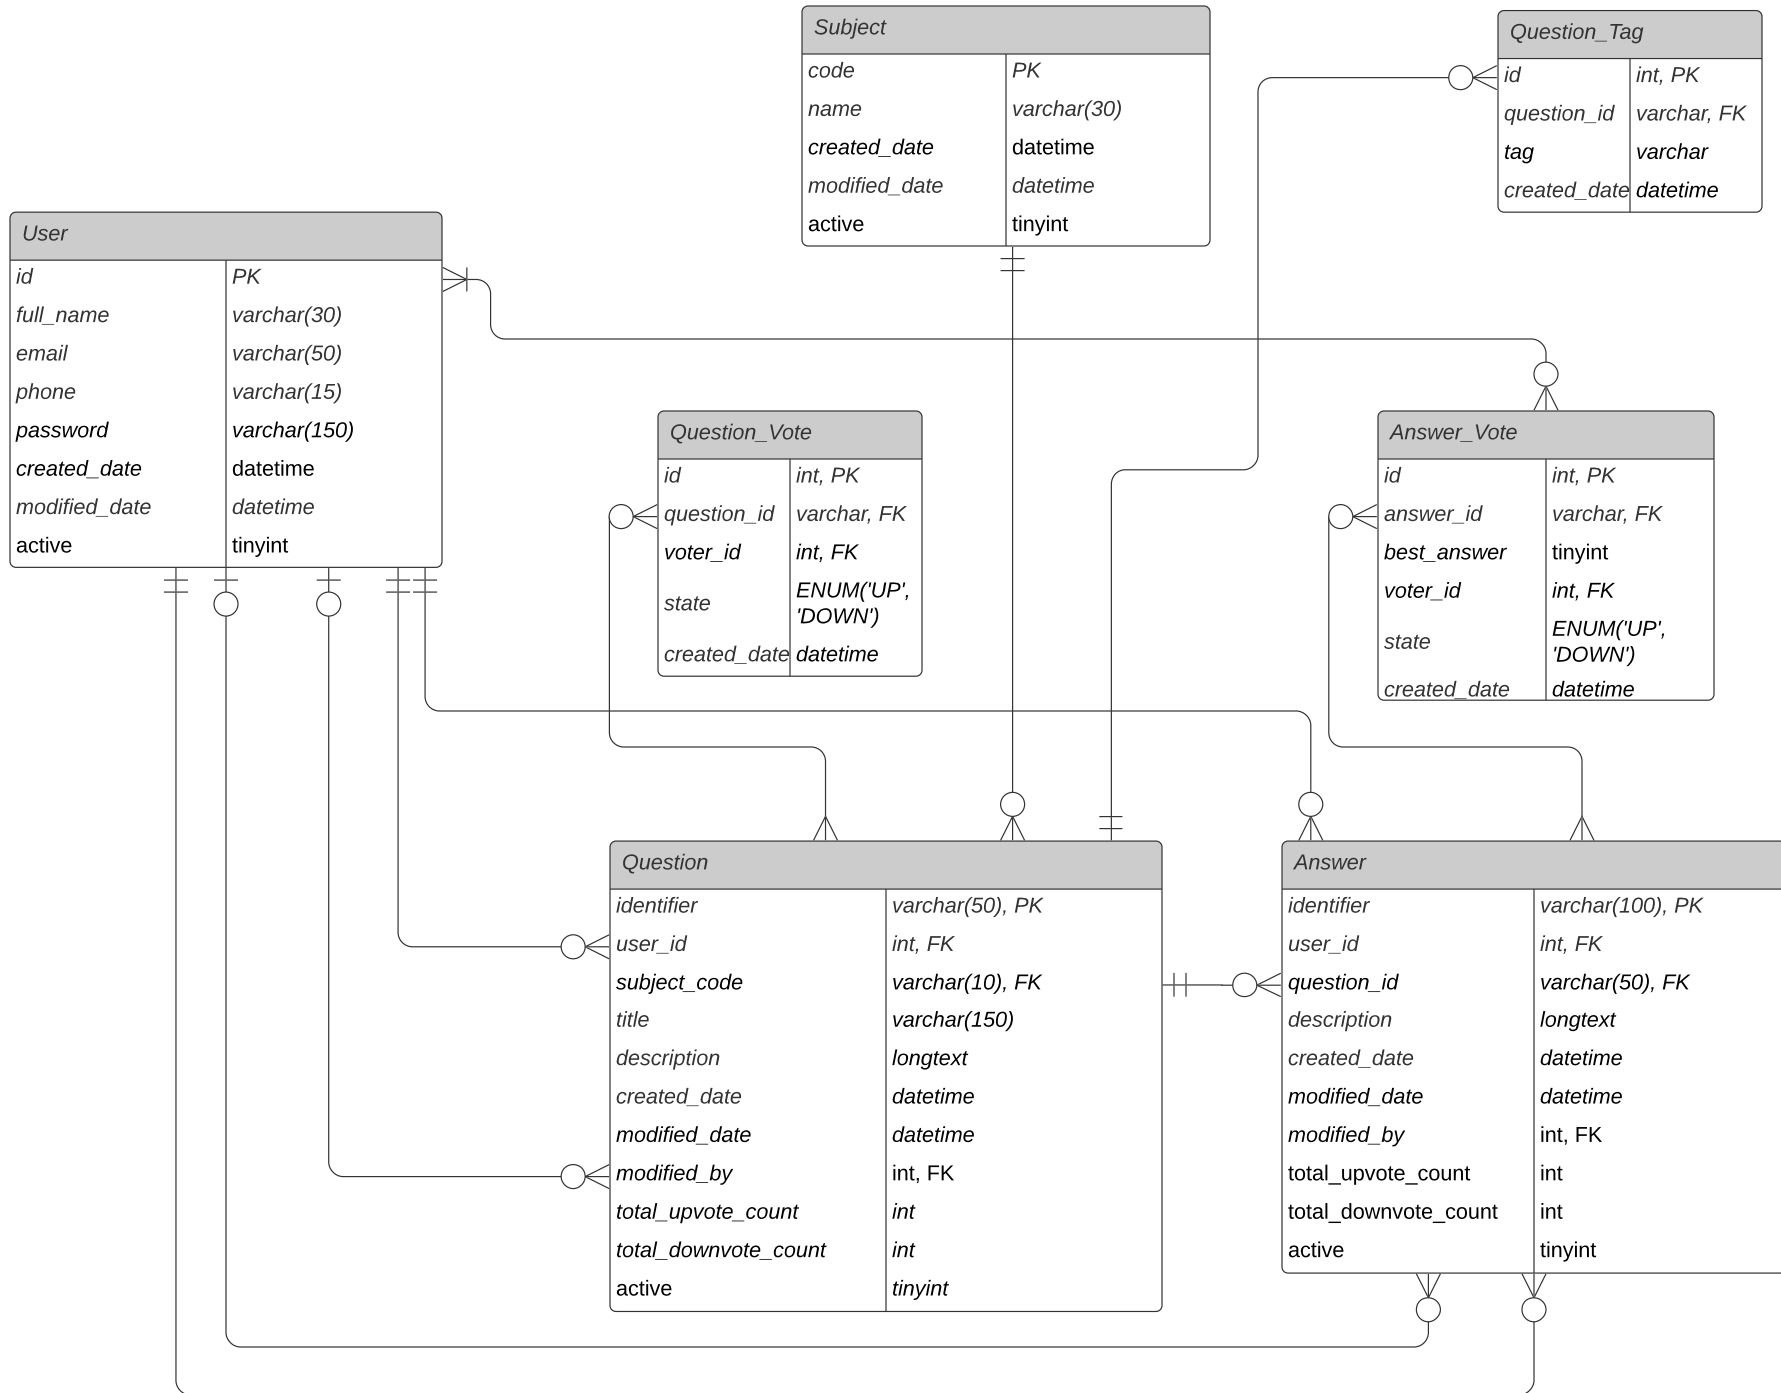 Subject
code PK
name varchar(30)
created_date datetime
modified_date datetime
active tinyint
Question_Tag
id int, PK
question_id varchar, FK
tag varchar
created_date datetime
User
id PK
full_name varchar(30)
email varchar(50)
phone varchar(15)
password varchar(150)
created_date datetime
modified_date datetime
active tinyint
Question_Vote
id int, PK
question_id varchar, FK
voter_id int, FK
state ENUM('UP',
'DOWN')
created_date datetime
Answer_Vote
id int, PK
answer_id varchar, FK
best_answer tinyint
voter_id int, FK
state ENUM('UP',
'DOWN')
created_date datetime
Question
identifier varchar(50), PK
user_id int, FK
subject_code varchar(10), FK
title varchar(150)
description longtext
created_date datetime
modified_date datetime
modified_by int, FK
total_upvote_count int
total_downvote_count int
active tinyint
Answer
identifier varchar(100), PK
user_id int, FK
question_id varchar(50), FK
description longtext
created_date datetime
modified_date datetime
modified_by int, FK
total_upvote_count int
total_downvote_count int
active tinyint